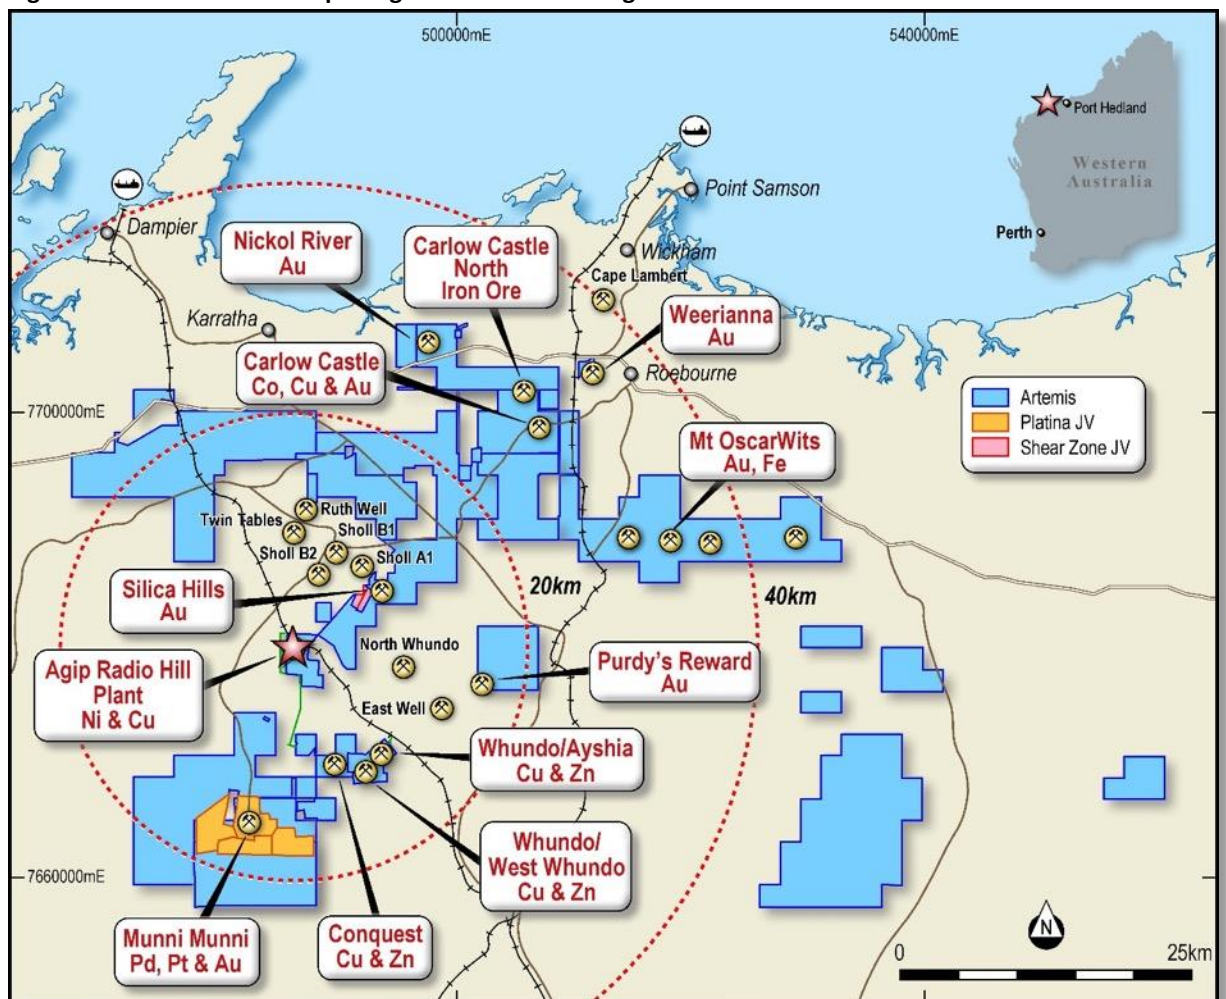 500000mE
540000mE
Port Hedland
Western
Australia
Perth
Point Samson
Dampier
Nickol River
Au
Carlow Castle
North
Iron Ore
Wickham
Cape Lambert
Karratha
Weerianna
Au
Carlow Castle
Co, Cu & Au
Roebourne
7700000mE
Artemis
Platina JV
Shear Zone JV
Mt OscarWits
Au, Fe
Ruth Well
Twin Tables
Sholl B1
Sholl B2
Sholl A1
Silica Hills
Au
20km
40km
North Whundo
Agip Radio Hill
Plant
Ni & Cu
Purdy's Reward
Au
East Well
Whundo/Ayshia
Cu & Zn
Whundo/
West Whundo
Cu & Zn
7660000mE
Munni Munni
Pd, Pt & Au
Conquest
Cu & Zn
N
0
25km